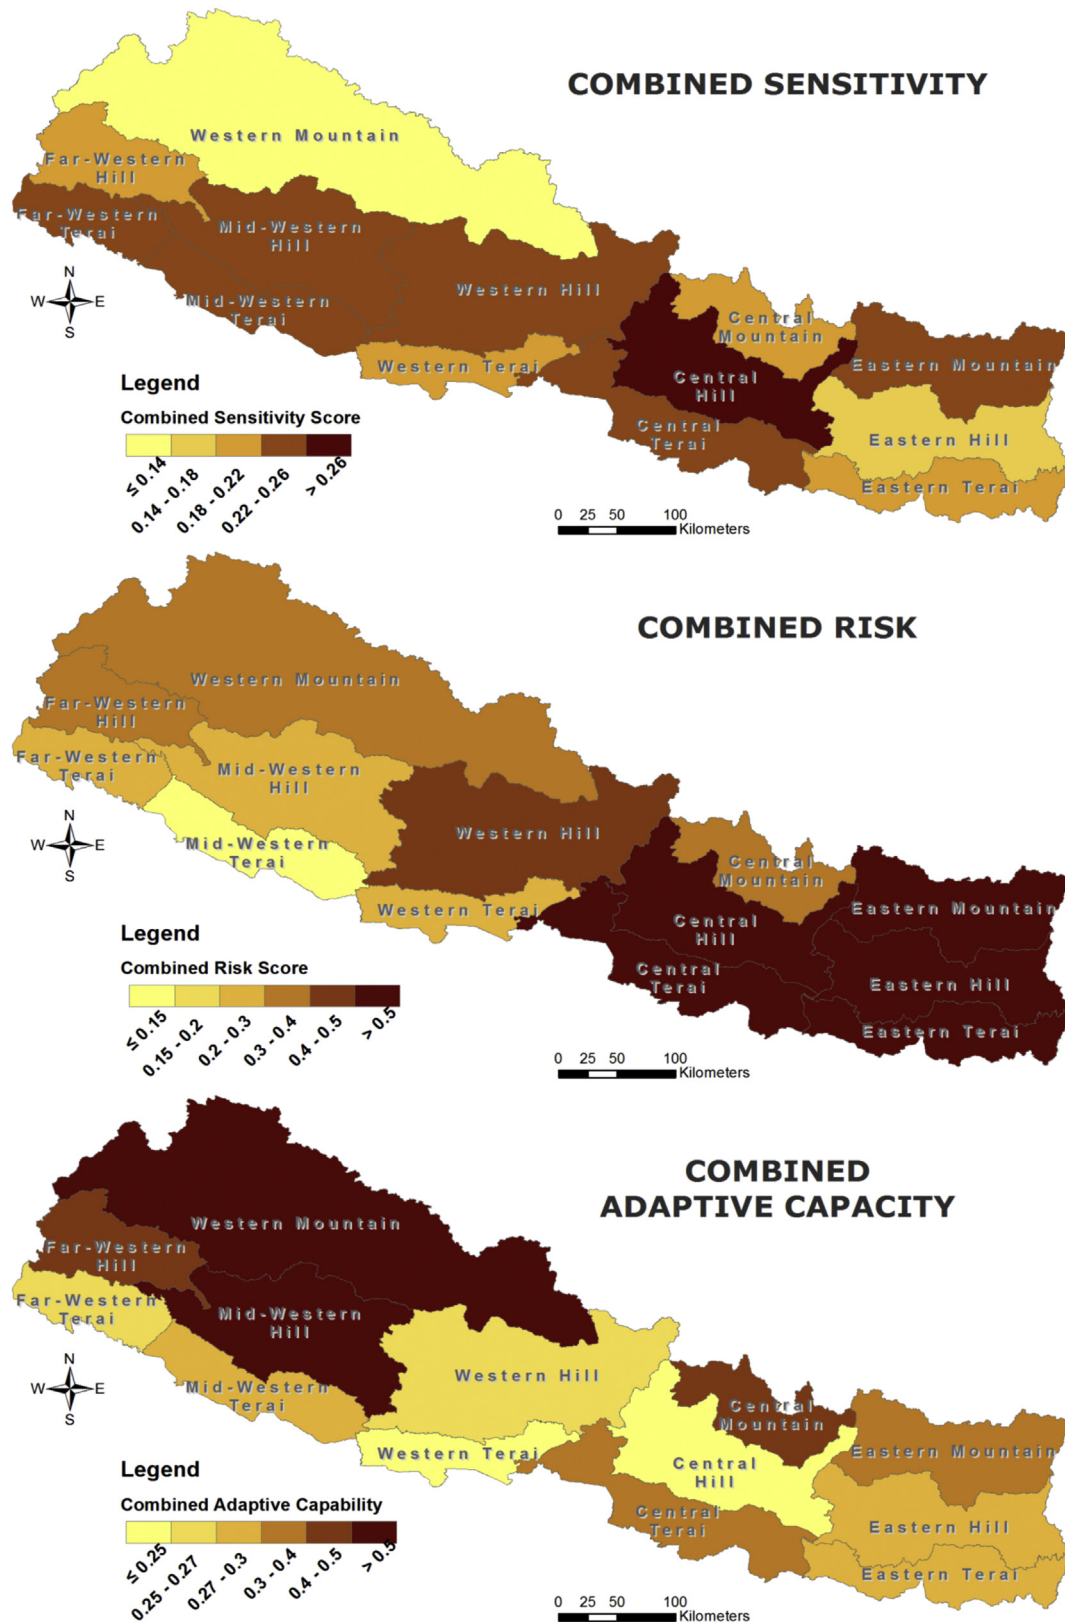 COMBINED SENSITIVITY
Western Mountain
Far-Western
Hill
Far-Western
Terai
Mid-Western
Hill
Mid-Western
Terai
Western Hill
Western Terai
Central
Mountain
Central
Hill
Central
Terai
Eastern Mountain
Eastern Hill
Eastern Terai
N
W E
S
Legend
Combined Sensitivity Score
≤ 0.14
0.14 - 0.18
0.18 - 0.22
0.22 - 0.26
> 0.26
0 25 50 100
Kilometers
COMBINED RISK
Western Mountain
Far-Western
Hill
Far-Western
Terai
Mid-Western
Hill
Mid-Western
Terai
Western Hill
Western Terai
Central
Mountain
Central
Hill
Central
Terai
Eastern Mountain
Eastern Hill
Eastern Terai
N
W E
S
Legend
Combined Risk Score
≤ 0.15
0.15 - 0.2
0.2 - 0.3
0.3 - 0.4
0.4 - 0.5
> 0.5
0 25 50 100
Kilometers
COMBINED
ADAPTIVE CAPACITY
Western Mountain
Far-Western
Hill
Far-Western
Terai
Mid-Western
Hill
Mid-Western
Terai
Western Hill
Western Terai
Central
Mountain
Central
Hill
Central
Terai
Eastern Mountain
Eastern Hill
Eastern Terai
N
W E
S
Legend
Combined Adaptive Capability
≤ 0.25
0.25 - 0.27
0.27 - 0.3
0.3 - 0.4
0.4 - 0.5
> 0.5
0 25 50 100
Kilometers